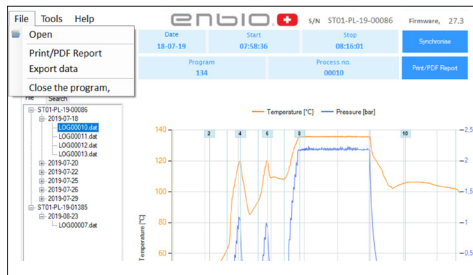 File Tools Help
enbio
S/N ST01-PL-19-00086 Firmware, 27.3
Open
Print/PDF Report
Export data
Close the program,
Date Start Stop
18-07-19 07:58:36 08:16:01
Synchronise
Program Process no.
134 00010
Print/PDF Report
File Search
ST01-PL-19-00086
2019-07-18
LOG00010.dat
LOG00011.dat
LOG00012.dat
LOG00013.dat
2019-07-20
2019-07-22
2019-07-25
2019-07-26
2019-07-29
ST01-PL-19-01385
2019-08-23
LOG00007.dat
Temperature [°C] Pressure [bar]
2 4 6 8 10
140
120
100
80
60
Temperature [°C]
2.5
2
1.5
1
0.5